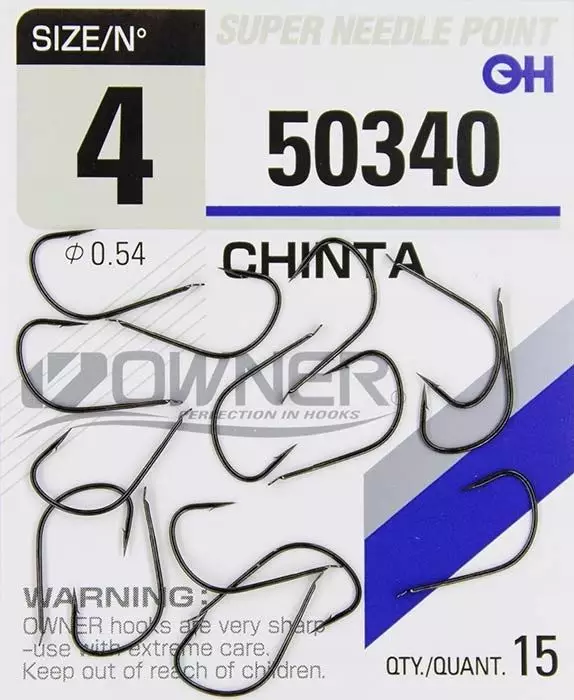 SIZE/N°
SUPER NEEDLE POINT
OH
4
50340
Φ 0.54
CHINTA
OWNER®
PERFECTION IN HOOKS
WARNING:
OWNER hooks are very sharp
-use with extreme care.
Keep out of reach of children.
QTY./QUANT. 15